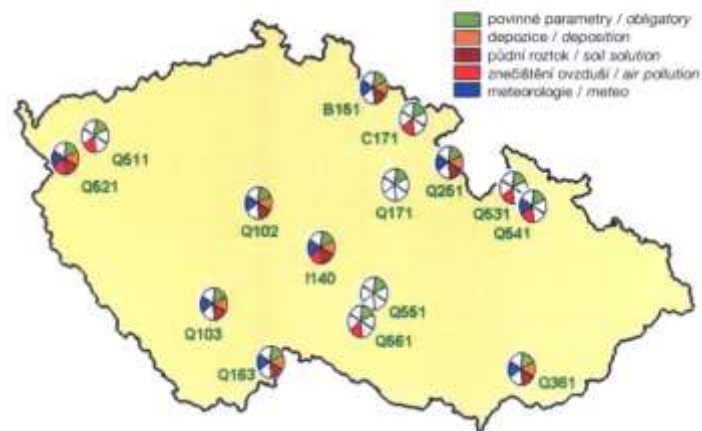 povinné parametry / obligatory
depozice / deposition
půdní roztok / soil solution
znečištění ovzduší / air pollution
meteorologie / meteo
B151
C171
Q511
Q521
Q251
Q171
Q531
Q541
Q102
I140
Q551
Q103
Q561
Q163
Q361